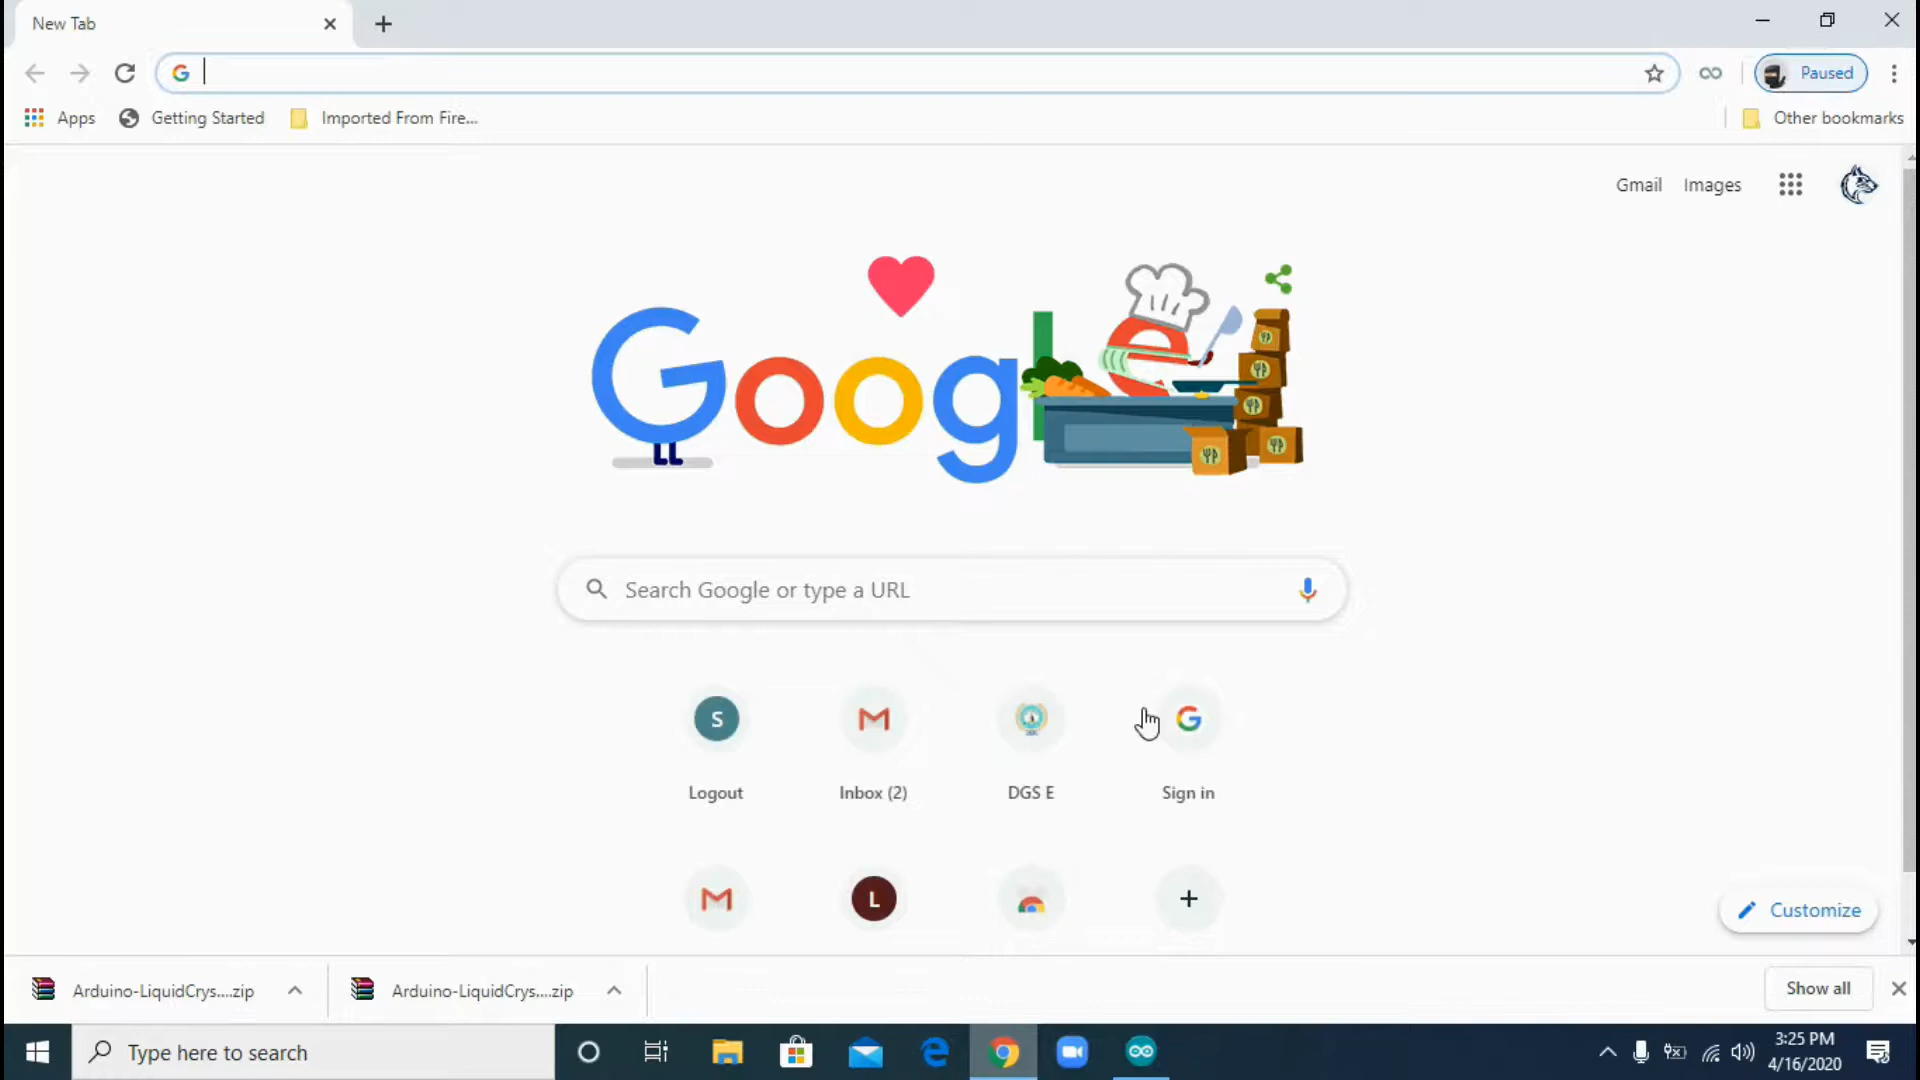 New Tab
Paused
Apps
Getting Started
Imported From Fire...
Other bookmarks
Gmail
Images
Google
Search Google or type a URL
S
Logout
Inbox (2)
DGS E
Sign in
L
Customize
Arduino-LiquidCrys....zip
Arduino-LiquidCrys....zip
Show all
Type here to search
3:25 PM
4/16/2020